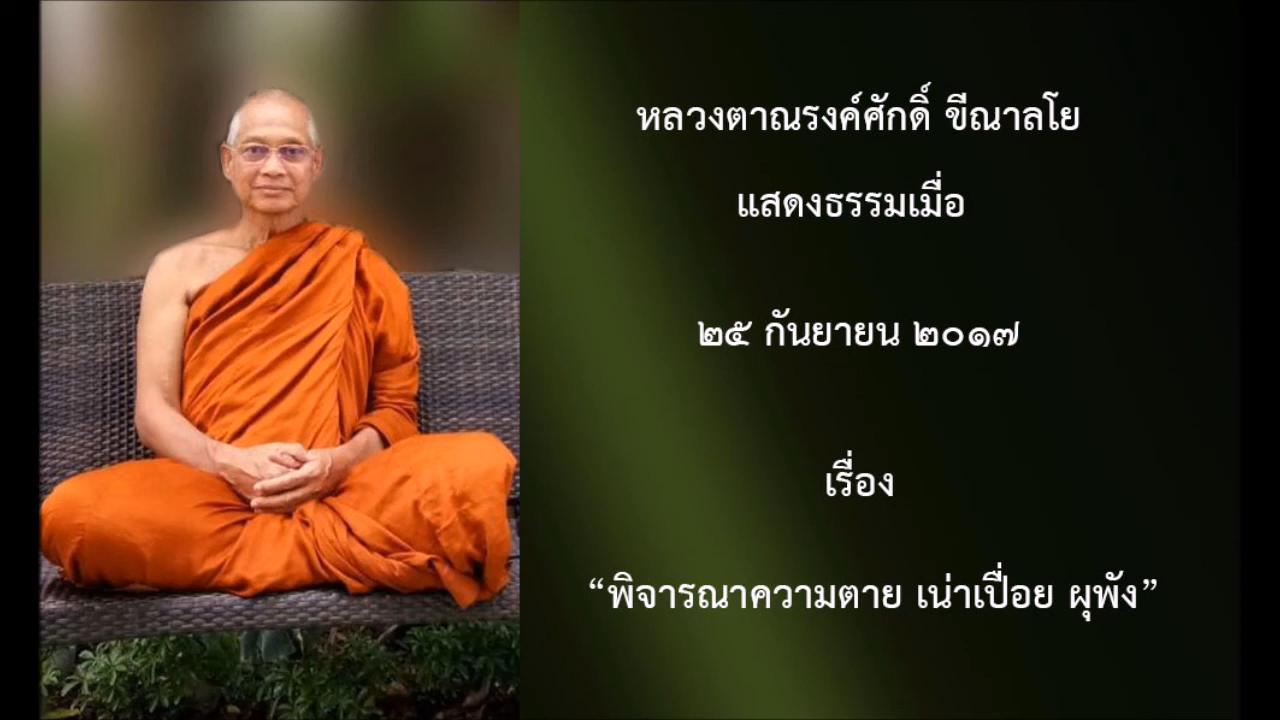 หลวงตาณรงค์ศักดิ์ ขีณาลโย
แสดงธรรมเมื่อ
๒๕ กันยายน ๒๐๑๗
เรื่อง
“พิจารณาความตาย เน่าเปื่อย ผุพัง”